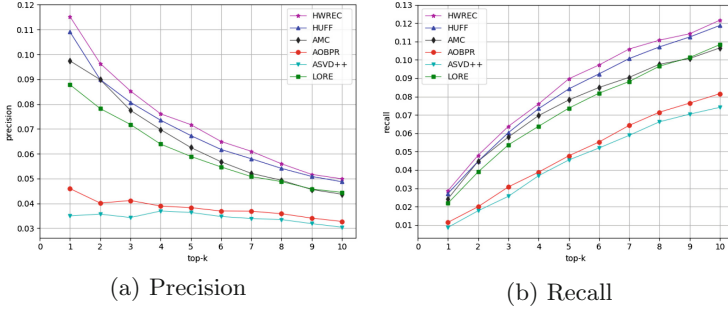 0.12
0.11
0.10
0.09
0.08
0.07
0.06
0.05
0.04
0.03
precision
HWREC
HUFF
AMC
AOBPR
ASVD++
LORE
0 1 2 3 4 5 6 7 8 9 10
top-k
(a) Precision
0.13
0.12
0.11
0.10
0.09
0.08
0.07
0.06
0.05
0.04
0.03
0.02
0.01
recall
HWREC
HUFF
AMC
AOBPR
ASVD++
LORE
0 1 2 3 4 5 6 7 8 9 10
top-k
(b) Recall